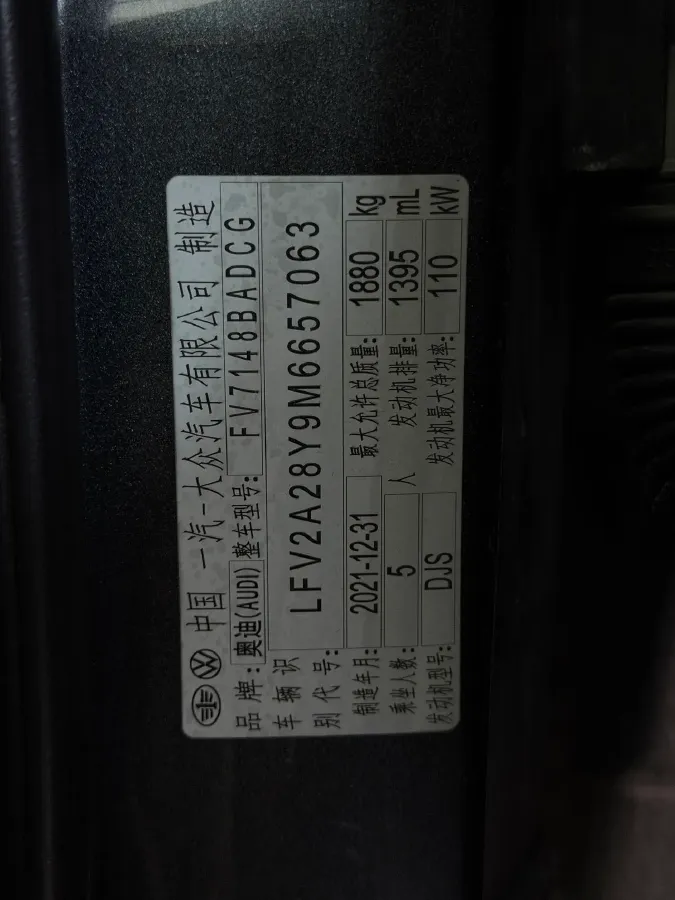 中国 一汽-大众汽车有限公司 制造
品牌: 奥迪(AUDI) 整车型号: FV7148BADCG
车辆识别代号: LFV2A28Y9M6657063
制造年月: 2021-12-31 最大允许总质量: 1880 kg
乘坐人数: 5 人 发动机排量: 1395 mL
发动机型号: DJS 发动机最大净功率: 110 kW